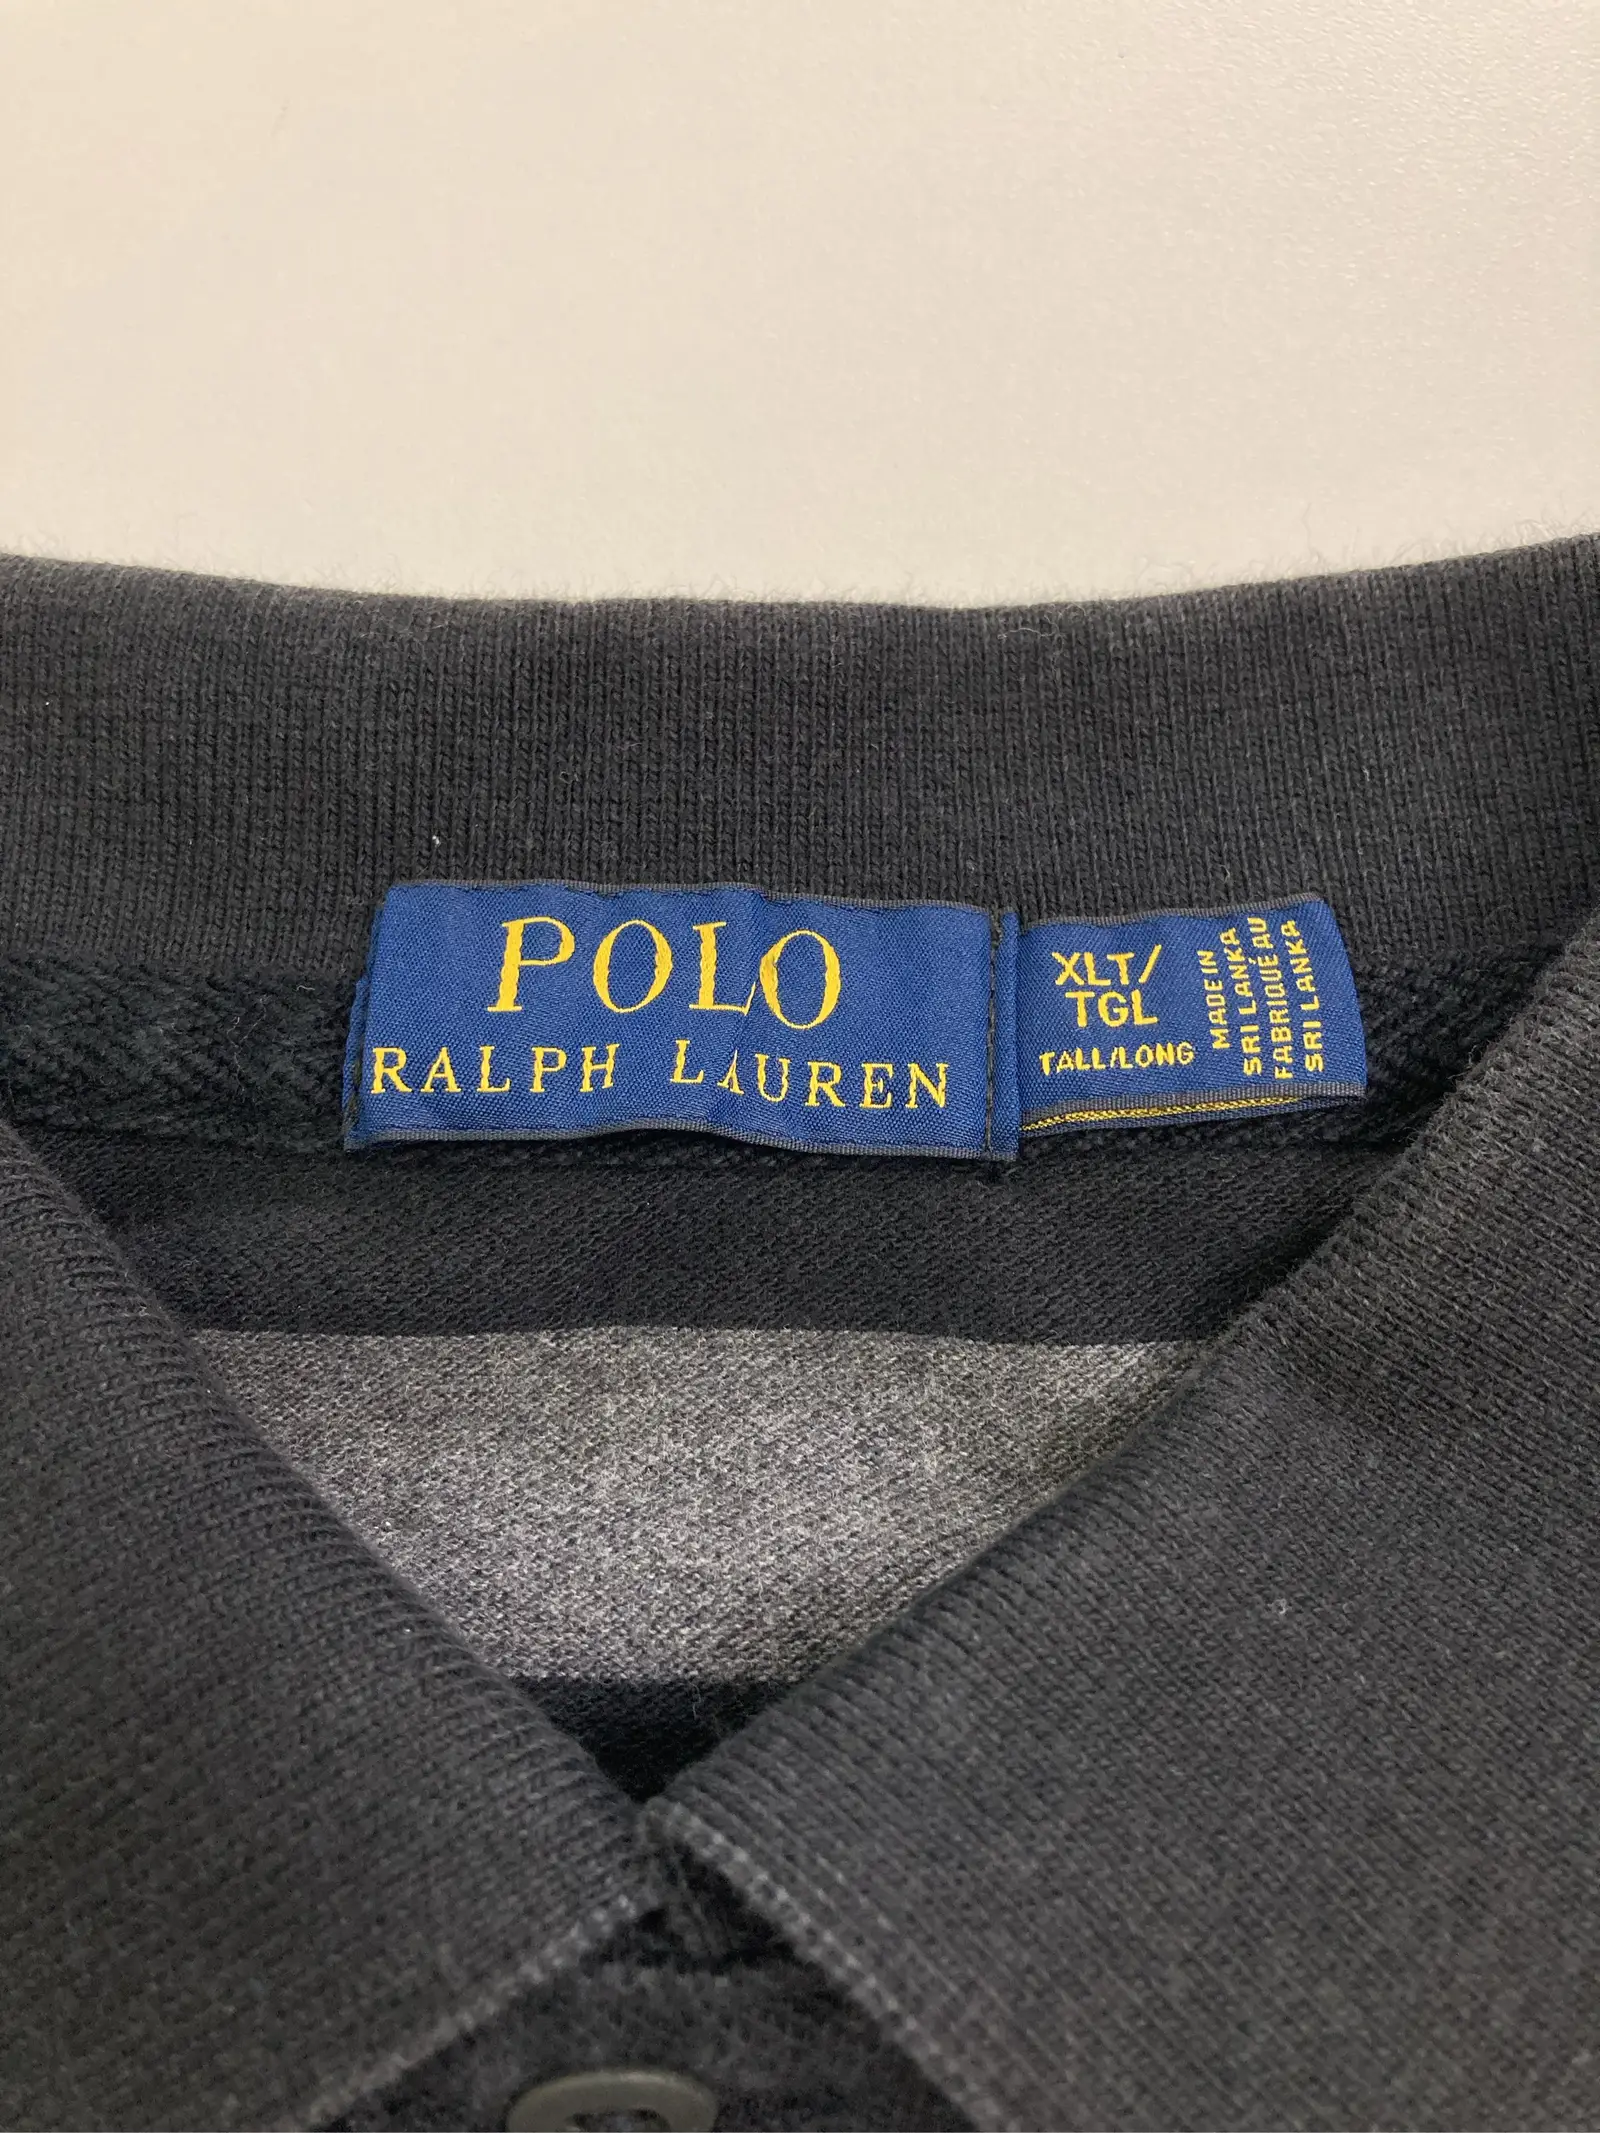 POLO
RALPH LAUREN
XLT/
TGL
TALL/LONG
MADE IN
SRI LANKA
FABRIQUÉ AU
SRI LANKA